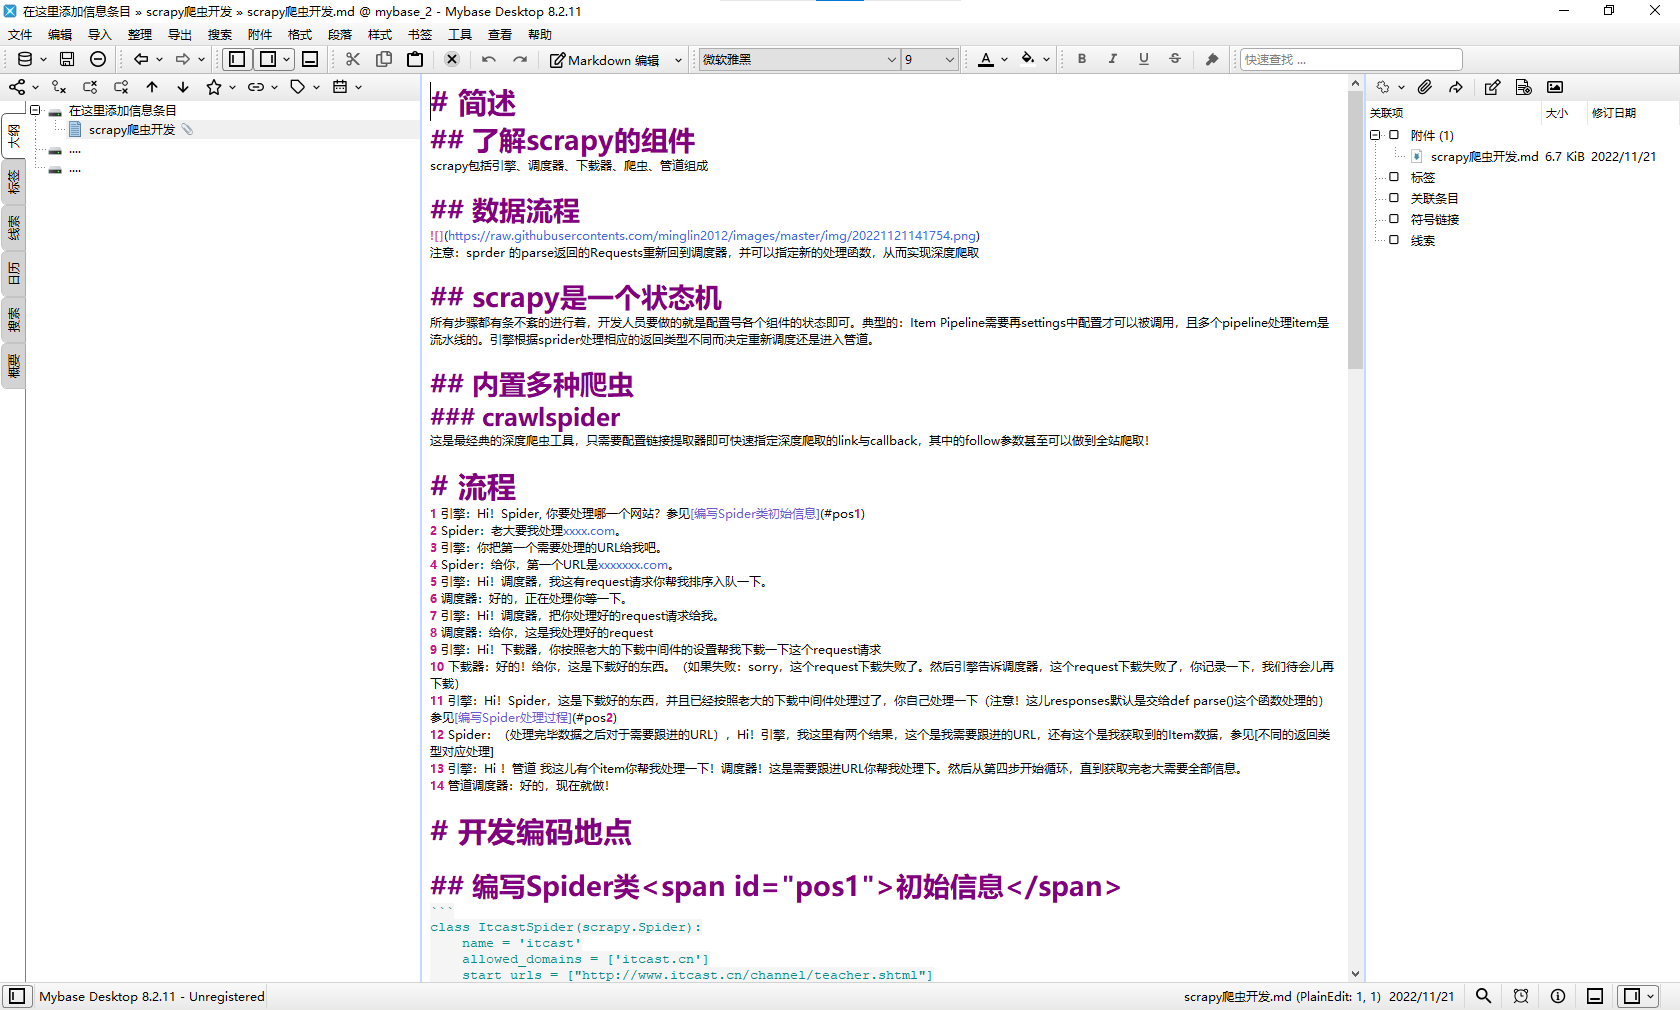 在这里添加信息条目 » scrapy爬虫开发 » scrapy爬虫开发.md @ mybase_2 - Mybase Desktop 8.2.11
文件 编辑 导入 整理 导出 搜索 附件 格式 段落 样式 书签 工具 查看 帮助
Markdown 编辑 微软雅黑 9 A B I U S 快速查找 ...
大纲
标签
线索
日历
搜索
概要
在这里添加信息条目
scrapy爬虫开发
....
....
# 简述
## 了解scrapy的组件
scrapy包括引擎、调度器、下载器、爬虫、管道组成
## 数据流程
![](https://raw.githubusercontents.com/minglin2012/images/master/img/20221121141754.png)
注意：sprder 的parse返回的Requests重新回到调度器，并可以指定新的处理函数，从而实现深度爬取
## scrapy是一个状态机
所有步骤都有条不紊的进行着，开发人员要做的就是配置号各个组件的状态即可。典型的：Item Pipeline需要再settings中配置才可以被调用，且多个pipeline处理item是
流水线的。引擎根据sprider处理相应的返回类型不同而决定重新调度还是进入管道。
## 内置多种爬虫
### crawlspider
这是最经典的深度爬虫工具，只需要配置链接提取器即可快速指定深度爬取的link与callback，其中的follow参数甚至可以做到全站爬取！
# 流程
1 引擎：Hi！Spider, 你要处理哪一个网站？参见[编写Spider类初始信息](#pos1)
2 Spider：老大要我处理xxxx.com。
3 引擎：你把第一个需要处理的URL给我吧。
4 Spider：给你，第一个URL是xxxxxxx.com。
5 引擎：Hi！调度器，我这有request请求你帮我排序入队一下。
6 调度器：好的，正在处理你等一下。
7 引擎：Hi！调度器，把你处理好的request请求给我。
8 调度器：给你，这是我处理好的request
9 引擎：Hi！下载器，你按照老大的下载中间件的设置帮我下载一下这个request请求
10 下载器：好的！给你，这是下载好的东西。（如果失败：sorry，这个request下载失败了。然后引擎告诉调度器，这个request下载失败了，你记录一下，我们待会儿再
下载）
11 引擎：Hi！Spider，这是下载好的东西，并且已经按照老大的下载中间件处理过了，你自己处理一下（注意！这儿responses默认是交给def parse()这个函数处理的）
参见[编写Spider处理过程](#pos2)
12 Spider：（处理完毕数据之后对于需要跟进的URL），Hi！引擎，我这里有两个结果，这个是我需要跟进的URL，还有这个是我获取到的Item数据，参见[不同的返回类
型对应处理]
13 引擎：Hi ！管道 我这儿有个item你帮我处理一下！调度器！这是需要跟进URL你帮我处理下。然后从第四步开始循环，直到获取完老大需要全部信息。
14 管道调度器：好的，现在就做！
# 开发编码地点
## 编写Spider类<span id="pos1">初始信息</span>
```
class ItcastSpider(scrapy.Spider):
name = 'itcast'
allowed_domains = ['itcast.cn']
start_urls = ["http://www.itcast.cn/channel/teacher.shtml"]
关联项 大小 修订日期
附件 (1)
scrapy爬虫开发.md 6.7 KiB 2022/11/21
标签
关联条目
符号链接
线索
Mybase Desktop 8.2.11 - Unregistered
scrapy爬虫开发.md (PlainEdit: 1, 1) 2022/11/21